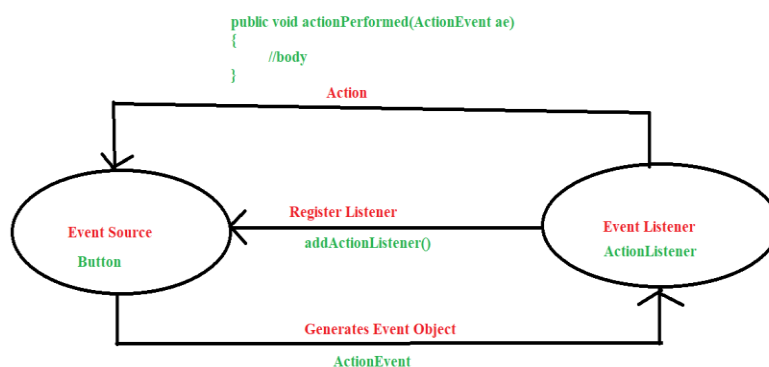 public void actionPerformed(ActionEvent ae)
{
//body
}
Action
Event Source
Button
Register Listener
addActionListener()
Event Listener
ActionListener
Generates Event Object
ActionEvent